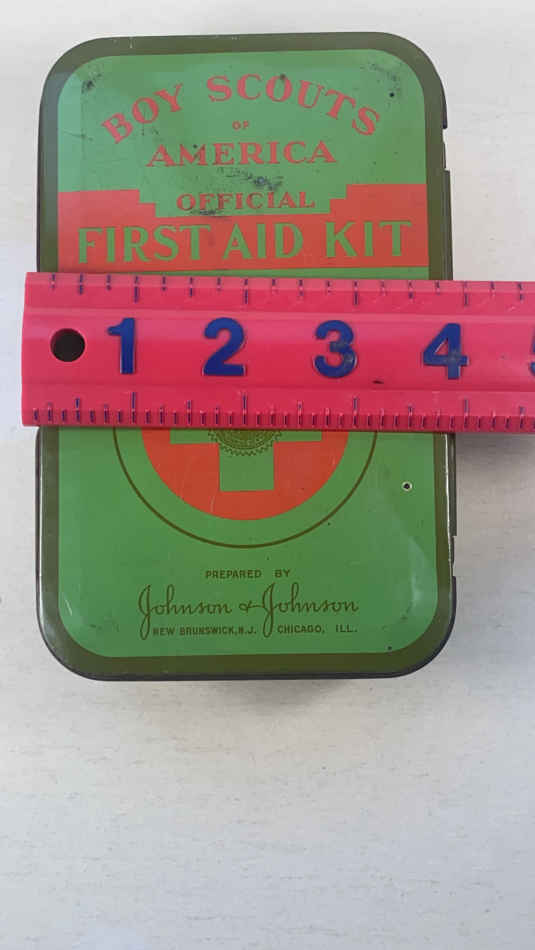 BOY SCOUTS
OF
AMERICA
OFFICIAL
FIRST AID KIT
1 2 3 4
PREPARED BY
Johnson & Johnson
NEW BRUNSWICK, N.J. CHICAGO, ILL.